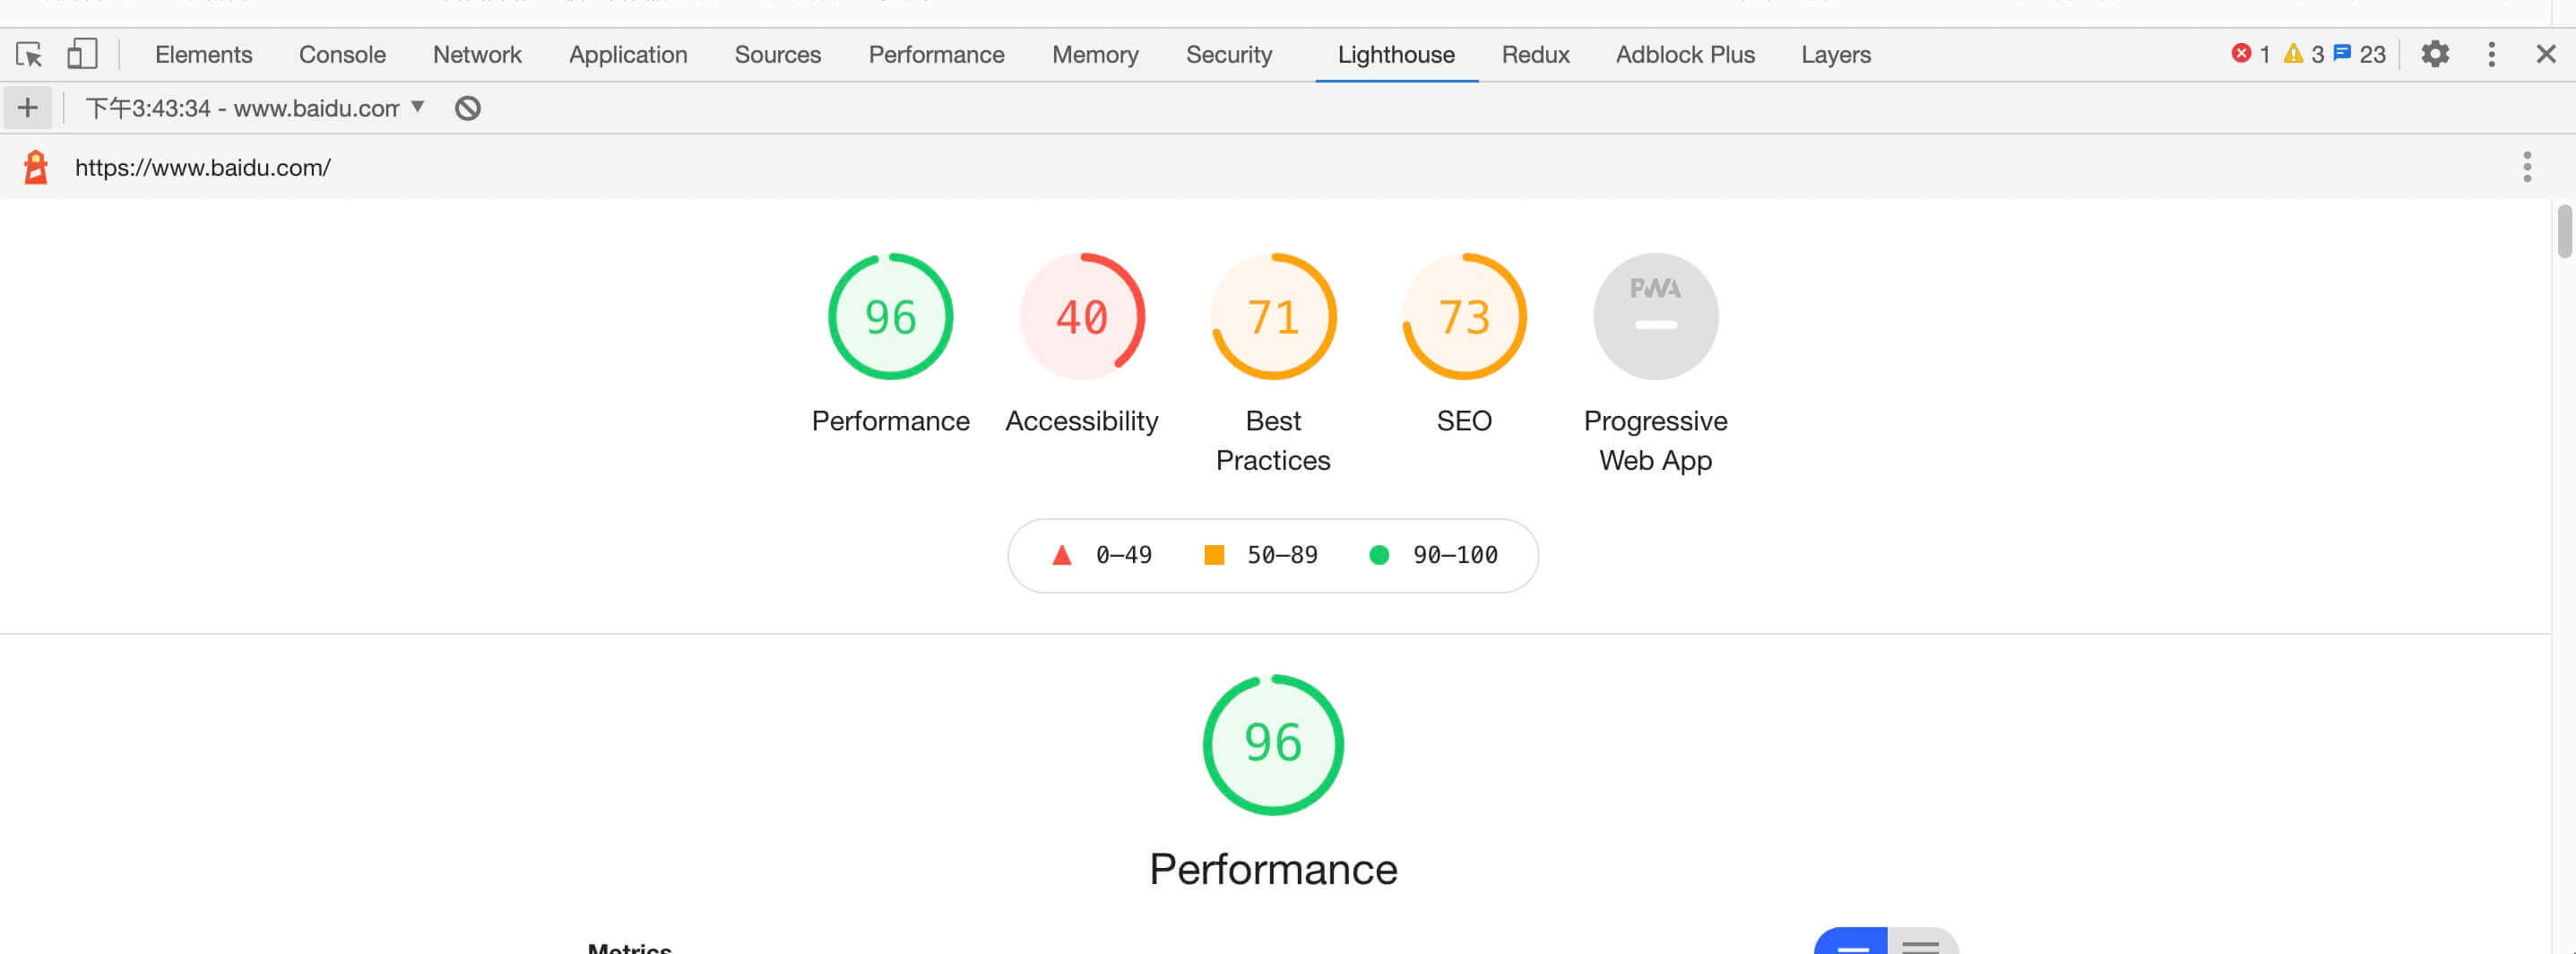 Elements Console Network Application Sources Performance Memory Security Lighthouse Redux Adblock Plus Layers 1 3 23
下午3:43:34 - www.baidu.com
https://www.baidu.com/
96 40 71 73 PWA
Performance Accessibility Best Practices SEO Progressive Web App
0–49 50–89 90–100
96
Performance
Metrics